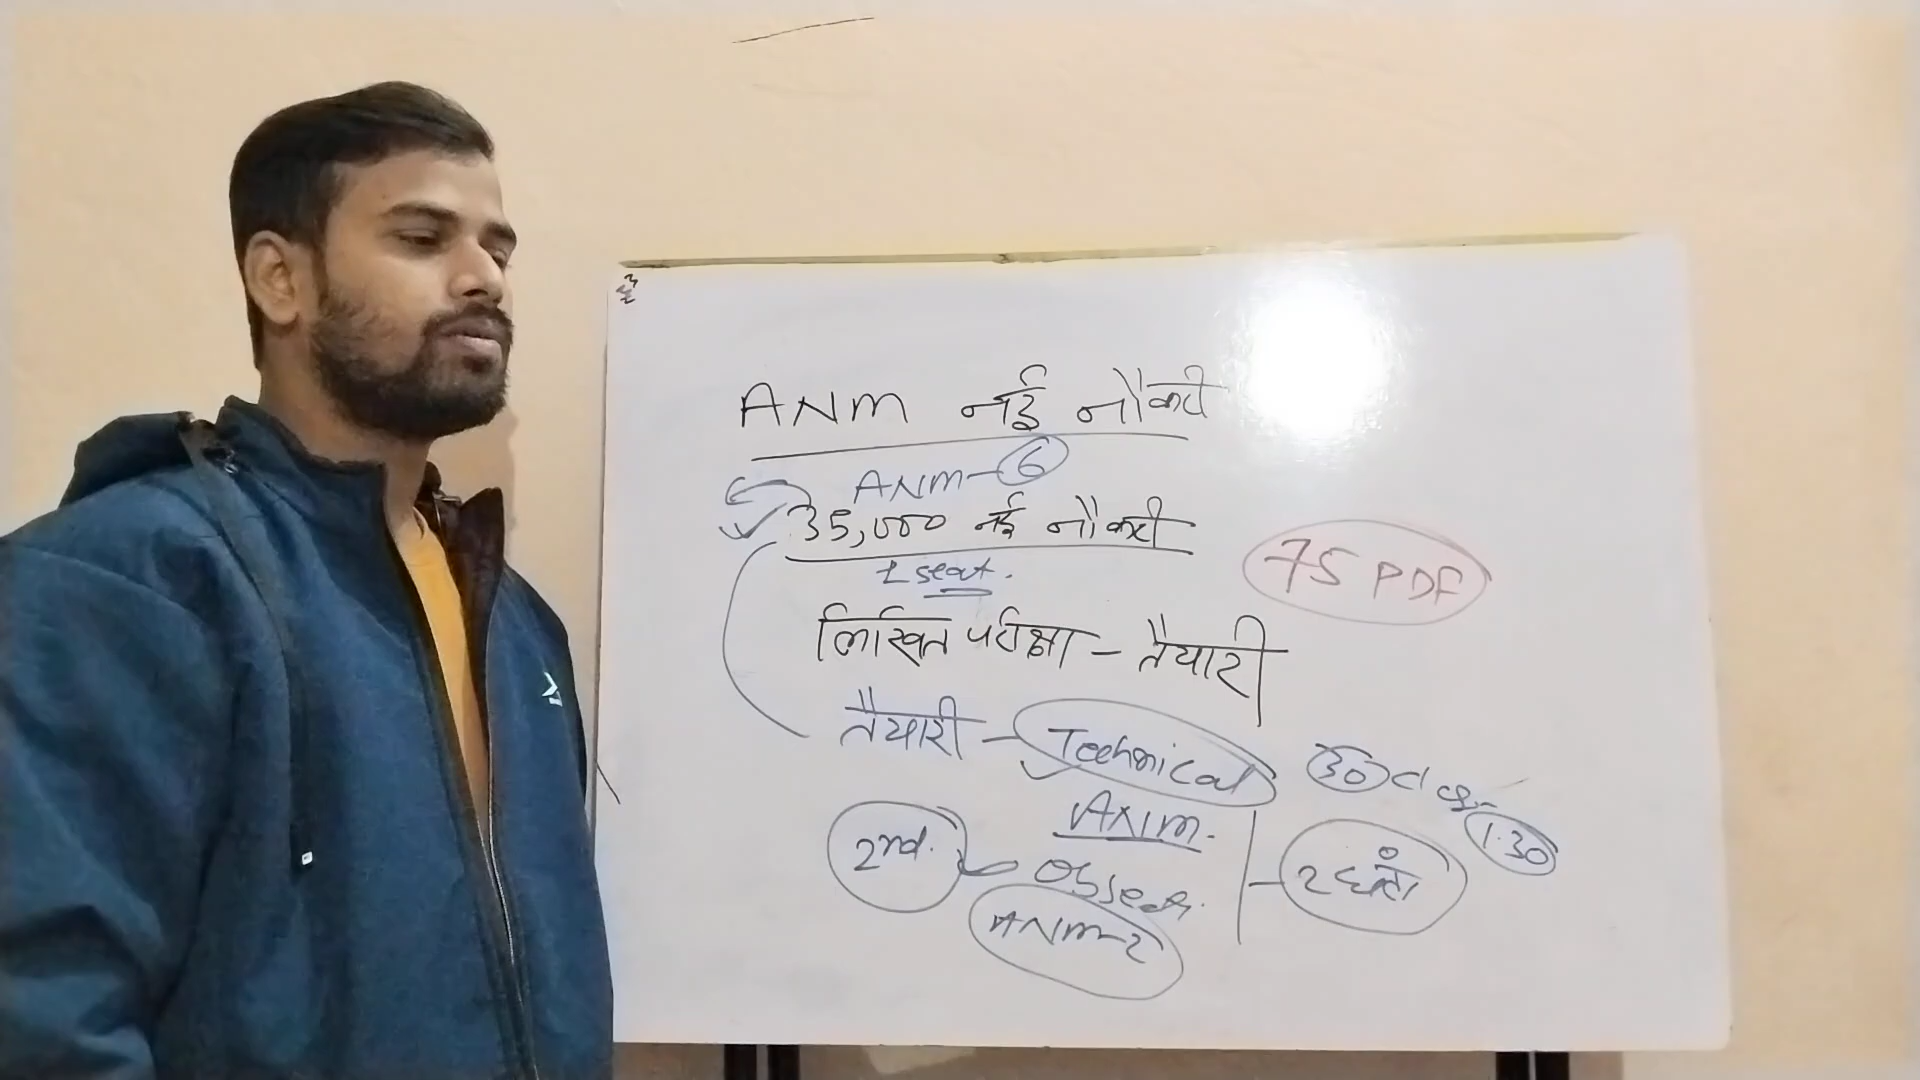 ANM नई नौकरी
ANM-6
35,000 नई नौकरी
1 seat.
75 PDF
लिखित परीक्षा - तैयारी
तैयारी - Technical
30
1.30
ANM.
2nd.
2 घंटा
ANM-2